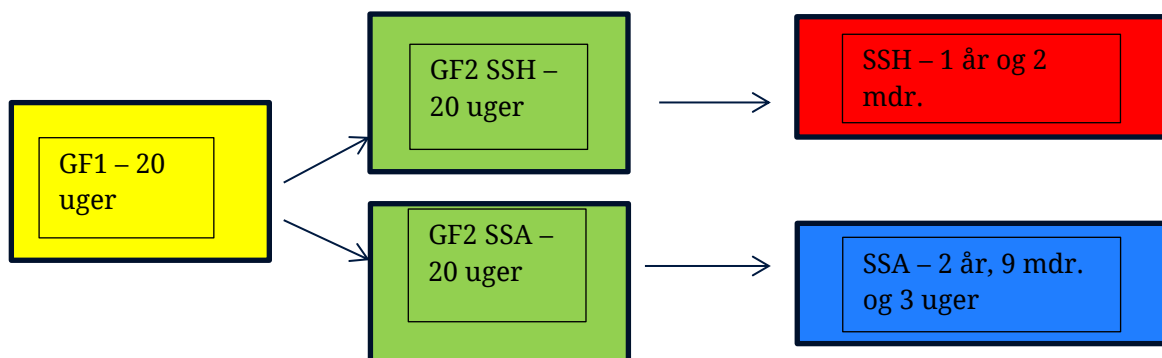 GF1 – 20
uger
GF2 SSH –
20 uger
SSH – 1 år og 2
mdr.
GF2 SSA –
20 uger
SSA – 2 år, 9 mdr.
og 3 uger